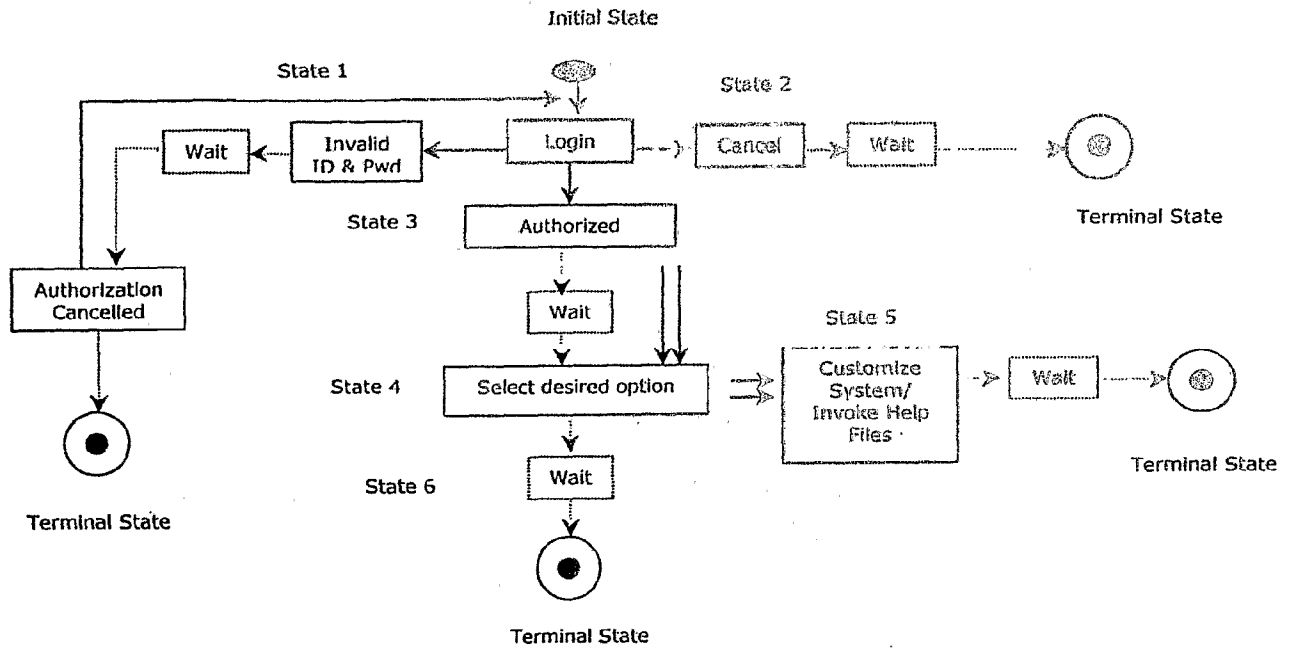 Initial State
State 1
State 2
Wait
Invalid
ID & Pwd
Login
Cancel
Wait
Terminal State
State 3
Authorized
Authorization
Cancelled
Wait
State 5
State 4
Select desired option
Customize
System/
Invoke Help
Files
Wait
Terminal State
State 6
Wait
Terminal State
Terminal State